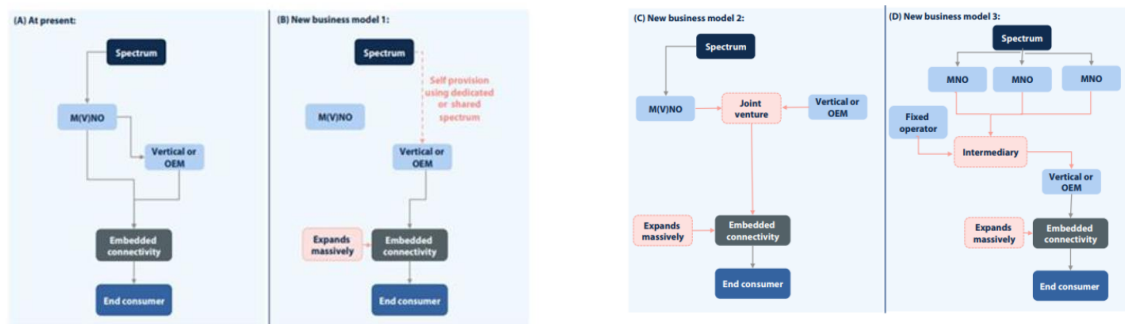 (A) At present:
Spectrum
M(V)NO
Vertical or
OEM
Embedded
connectivity
End consumer
(B) New business model 1:
Spectrum
Self provision
using dedicated
or shared
spectrum
M(V)NO
Vertical or
OEM
Expands
massively
Embedded
connectivity
End consumer
(C) New business model 2:
Spectrum
M(V)NO
Joint
venture
Vertical or
OEM
Expands
massively
Embedded
connectivity
End consumer
(D) New business model 3:
Spectrum
MNO
MNO
MNO
Fixed
operator
Intermediary
Vertical or
OEM
Expands
massively
Embedded
connectivity
End consumer